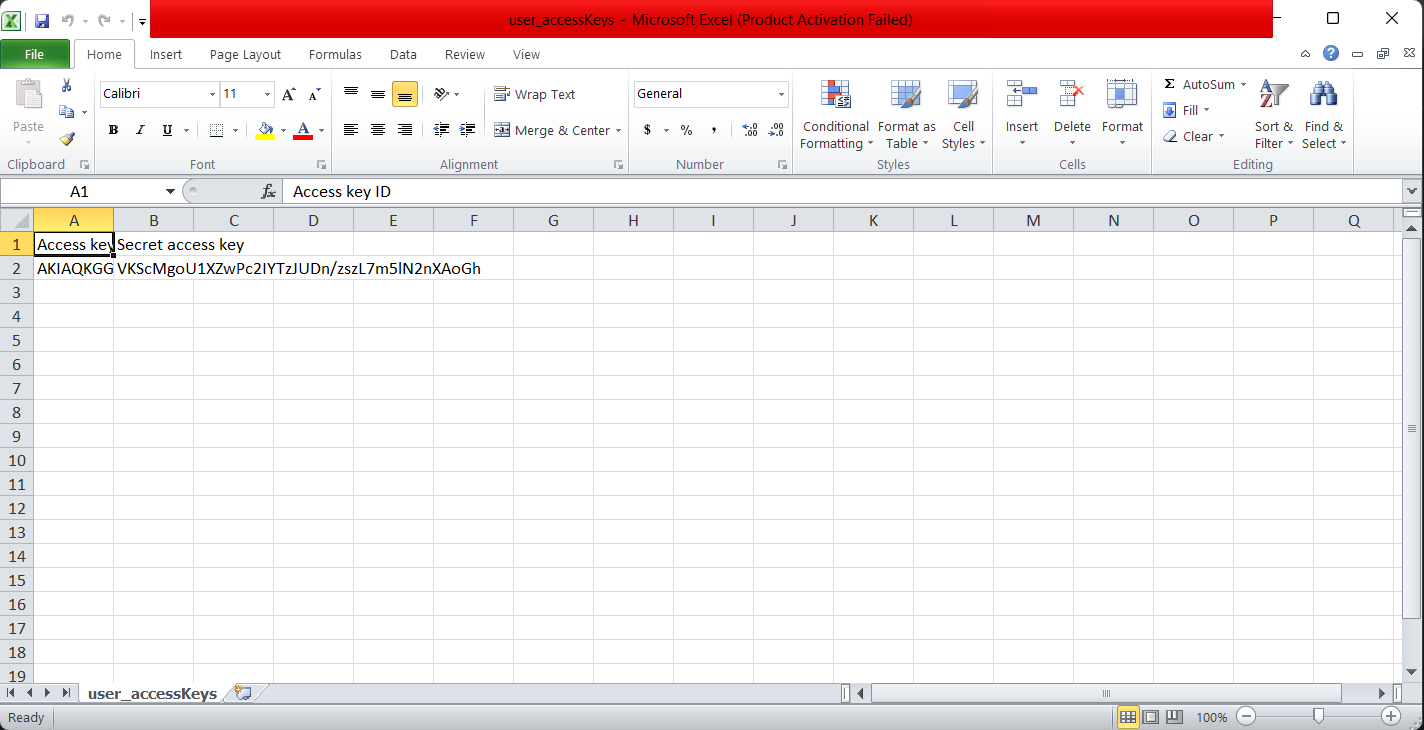 user_accessKeys - Microsoft Excel (Product Activation Failed)
File Home Insert Page Layout Formulas Data Review View
Paste
Calibri 11
B I U
Wrap Text
Merge & Center
General
$ % ,
Conditional Formatting
Format as Table
Cell Styles
Insert Delete Format
Σ AutoSum
Fill
Clear
Sort & Filter
Find & Select
Clipboard Font Alignment Number Styles Cells Editing
A1 fx Access key ID
A B C D E F G H I J K L M N O P Q
1 Access key Secret access key
2 AKIAQKGG VKScMgoU1XZwPc2IYTzJUDn/zszL7m5lN2nXAoGh
3
4
5
6
7
8
9
10
11
12
13
14
15
16
17
18
19
user_accessKeys
Ready 100%